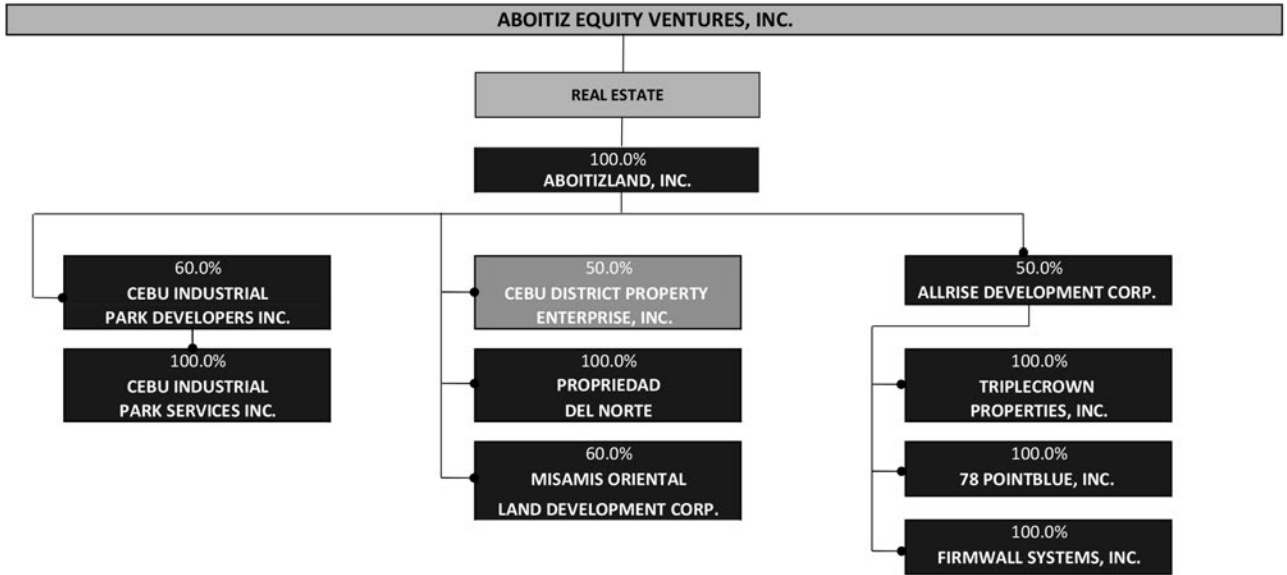 ABOITIZ EQUITY VENTURES, INC.
REAL ESTATE
100.0%
ABOITIZLAND, INC.
60.0%
CEBU INDUSTRIAL
PARK DEVELOPERS INC.
100.0%
CEBU INDUSTRIAL
PARK SERVICES INC.
50.0%
CEBU DISTRICT PROPERTY
ENTERPRISE, INC.
100.0%
PROPRIEDAD
DEL NORTE
60.0%
MISAMIS ORIENTAL
LAND DEVELOPMENT CORP.
50.0%
ALLRISE DEVELOPMENT CORP.
100.0%
TRIPLECROWN
PROPERTIES, INC.
100.0%
78 POINTBLUE, INC.
100.0%
FIRMWALL SYSTEMS, INC.